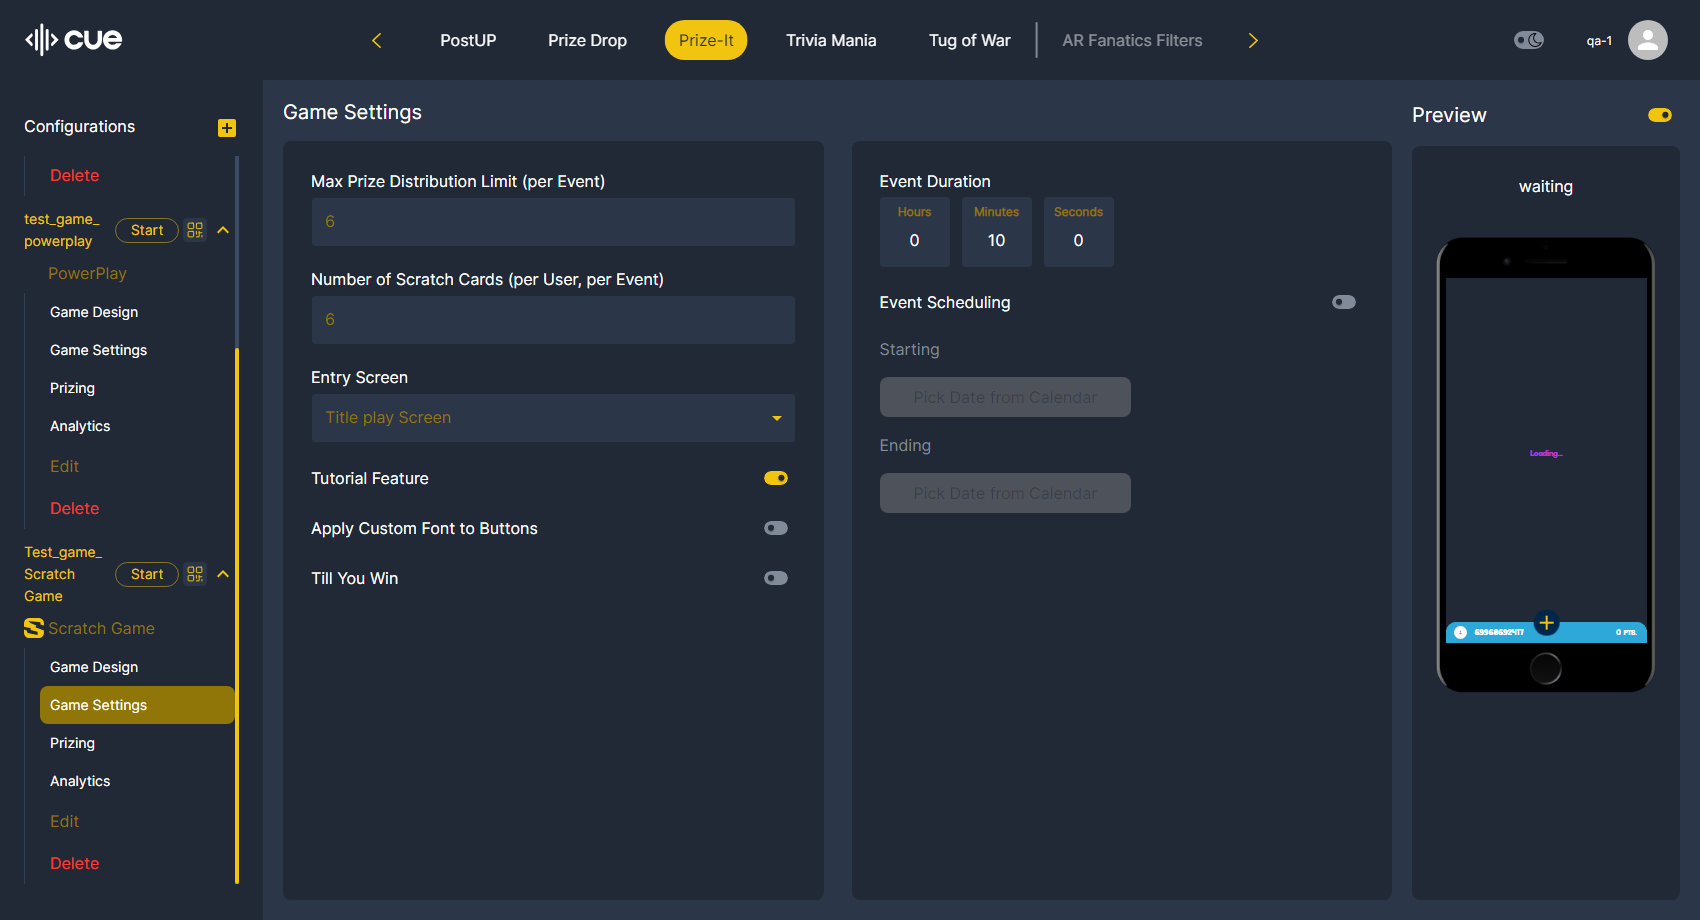 cue
PostUP
Prize Drop
Prize-It
Trivia Mania
Tug of War
AR Fanatics Filters
qa-1
Configurations
Delete
test_game_
powerplay
Start
PowerPlay
Game Design
Game Settings
Prizing
Analytics
Edit
Delete
Test_game_
Scratch
Game
Start
Scratch Game
Game Design
Game Settings
Prizing
Analytics
Edit
Delete
Game Settings
Max Prize Distribution Limit (per Event)
6
Number of Scratch Cards (per User, per Event)
6
Entry Screen
Title play Screen
Tutorial Feature
Apply Custom Font to Buttons
Till You Win
Event Duration
Hours
0
Minutes
10
Seconds
0
Event Scheduling
Starting
Pick Date from Calendar
Ending
Pick Date from Calendar
Preview
waiting
Loading...
0 PTS.